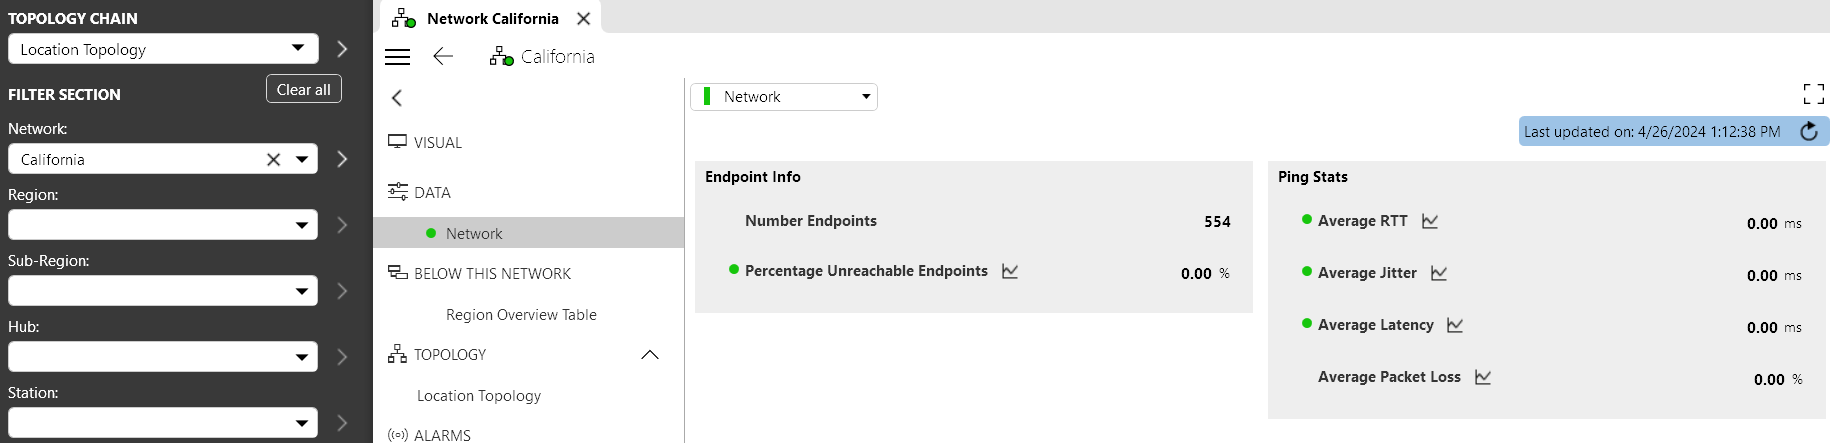 TOPOLOGY CHAIN
Location Topology
FILTER SECTION
Clear all
Network:
California
Region:
Sub-Region:
Hub:
Station:
Network California
California
VISUAL
DATA
Network
BELOW THIS NETWORK
Region Overview Table
TOPOLOGY
Location Topology
ALARMS
Network
Last updated on: 4/26/2024 1:12:38 PM
Endpoint Info
Number Endpoints 554
Percentage Unreachable Endpoints 0.00 %
Ping Stats
Average RTT 0.00 ms
Average Jitter 0.00 ms
Average Latency 0.00 ms
Average Packet Loss 0.00 %